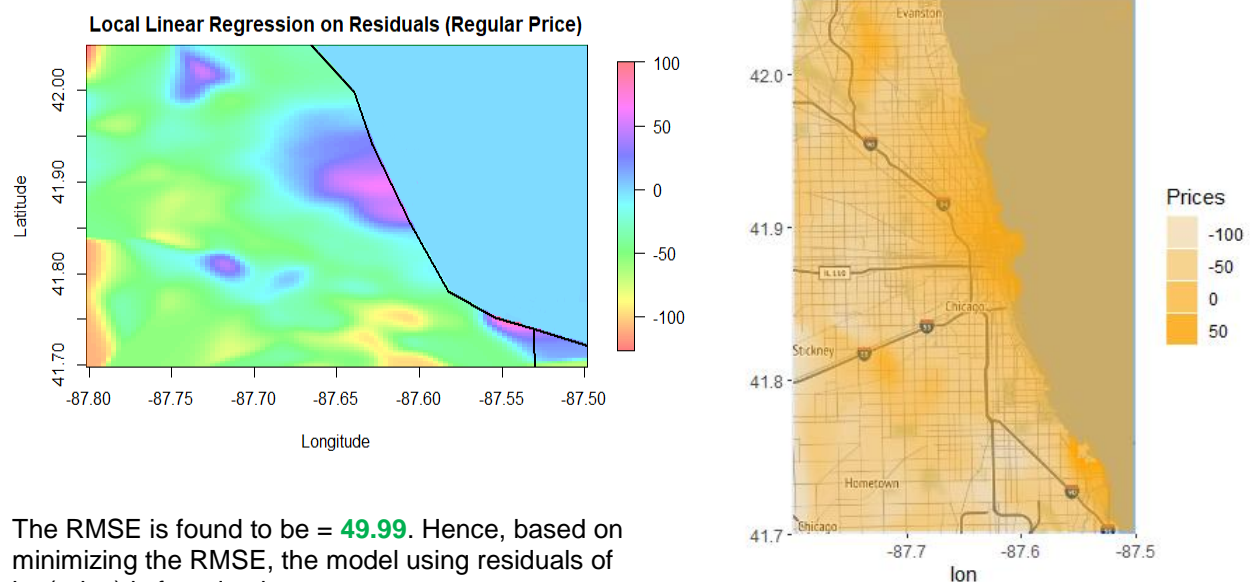 Local Linear Regression on Residuals (Regular Price)
Latitude
42.00
41.90
41.80
41.70
-87.80
-87.75
-87.70
-87.65
-87.60
-87.55
-87.50
Longitude
100
50
0
-50
-100
The RMSE is found to be = 49.99. Hence, based on
minimizing the RMSE, the model using residuals of
Evanston
42.0
41.9
41.8
41.7
IL 110
Chicago
Stickney
Hometown
Chicago
-87.7
-87.6
-87.5
lon
Prices
-100
-50
0
50